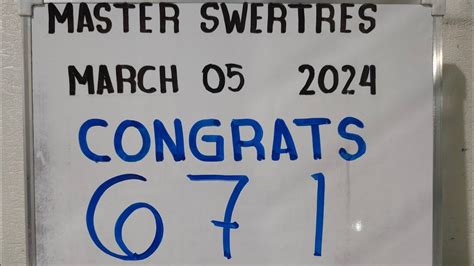 MASTER SWERTRES
MARCH 05 2024
CONGRATS
671